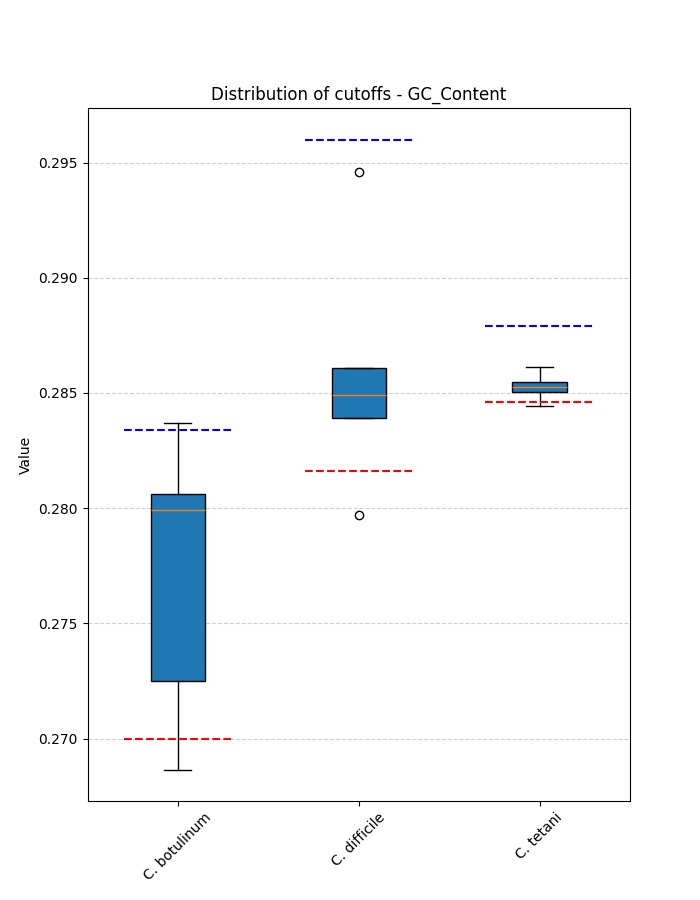 Distribution of cutoffs - GC_Content
0.295
0.290
0.285
0.280
0.275
0.270
Value
C. botulinum
C. difficile
C. tetani